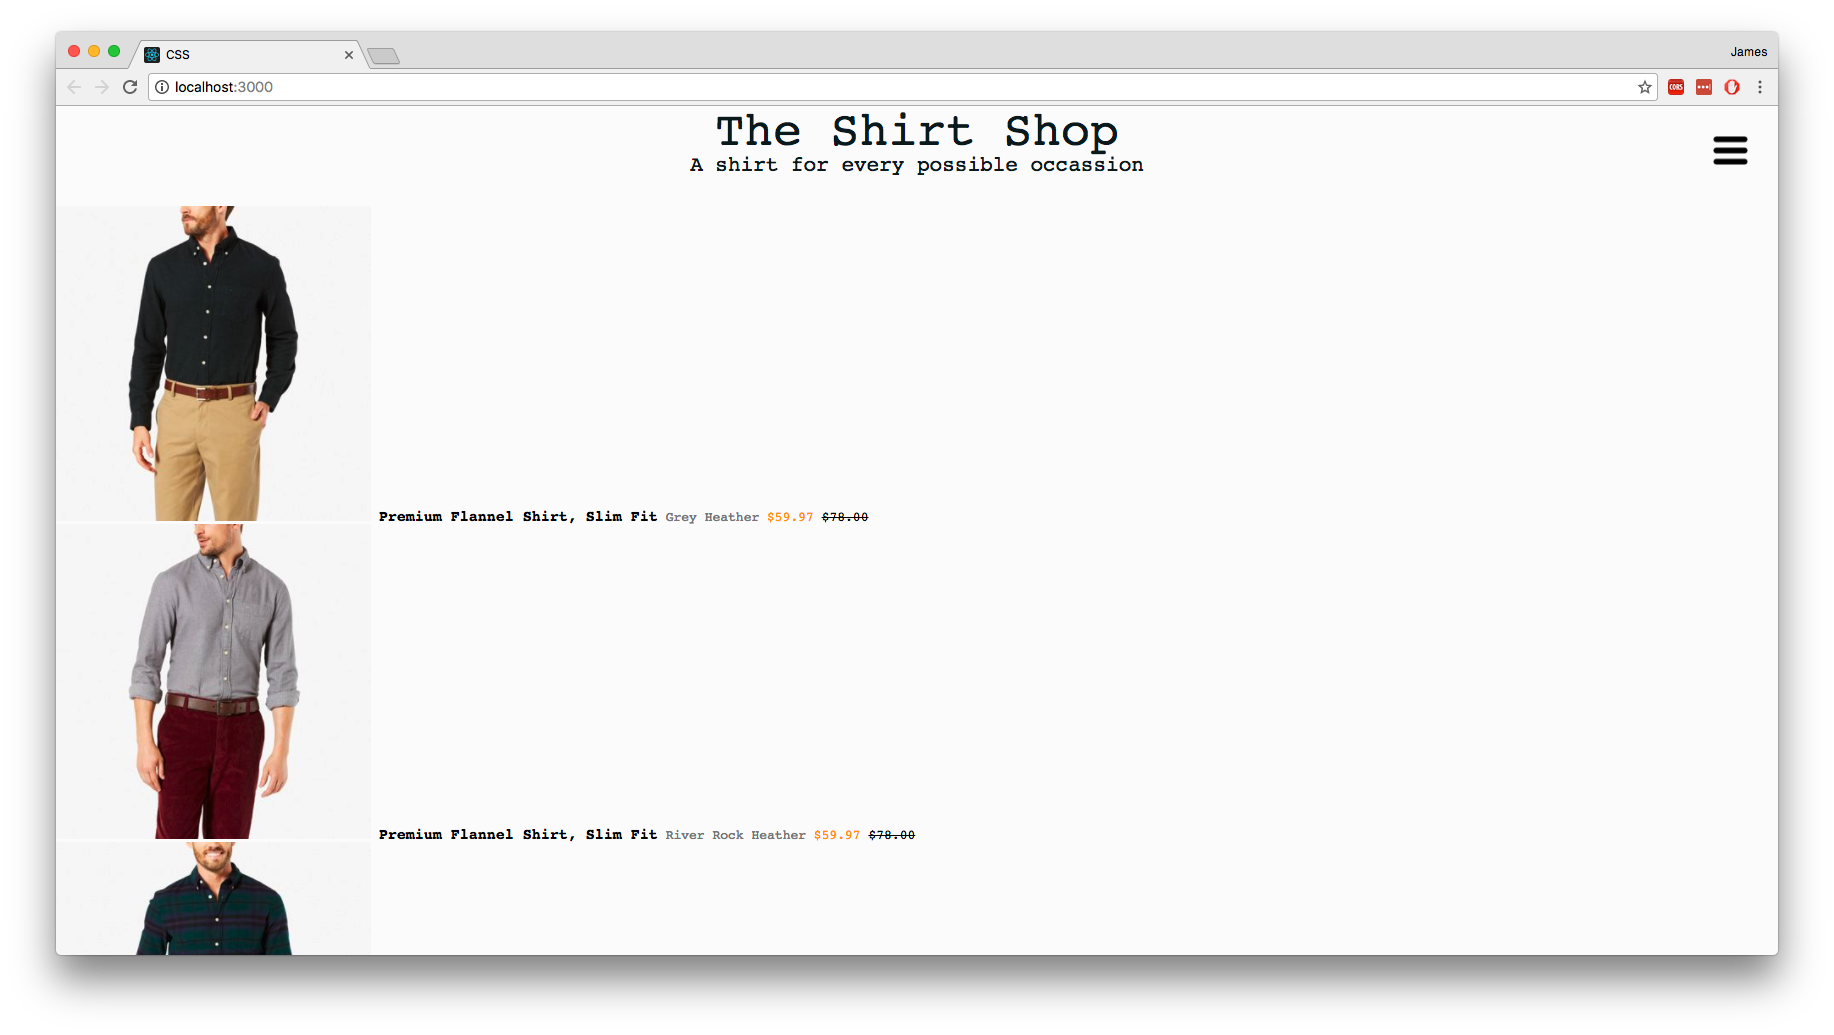 CSS
James
localhost:3000
CORS
The Shirt Shop
A shirt for every possible occassion
Premium Flannel Shirt, Slim Fit Grey Heather $59.97 $78.00
Premium Flannel Shirt, Slim Fit River Rock Heather $59.97 $78.00